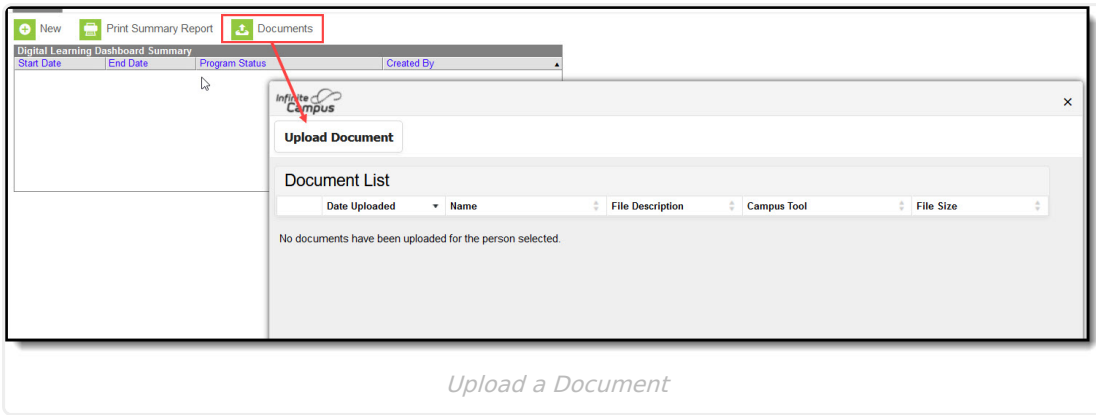 New Print Summary Report Documents
Digital Learning Dashboard Summary
Start Date End Date Program Status Created By
Infinite
Campus
Upload Document
Document List
Date Uploaded Name File Description Campus Tool File Size
No documents have been uploaded for the person selected.
Upload a Document